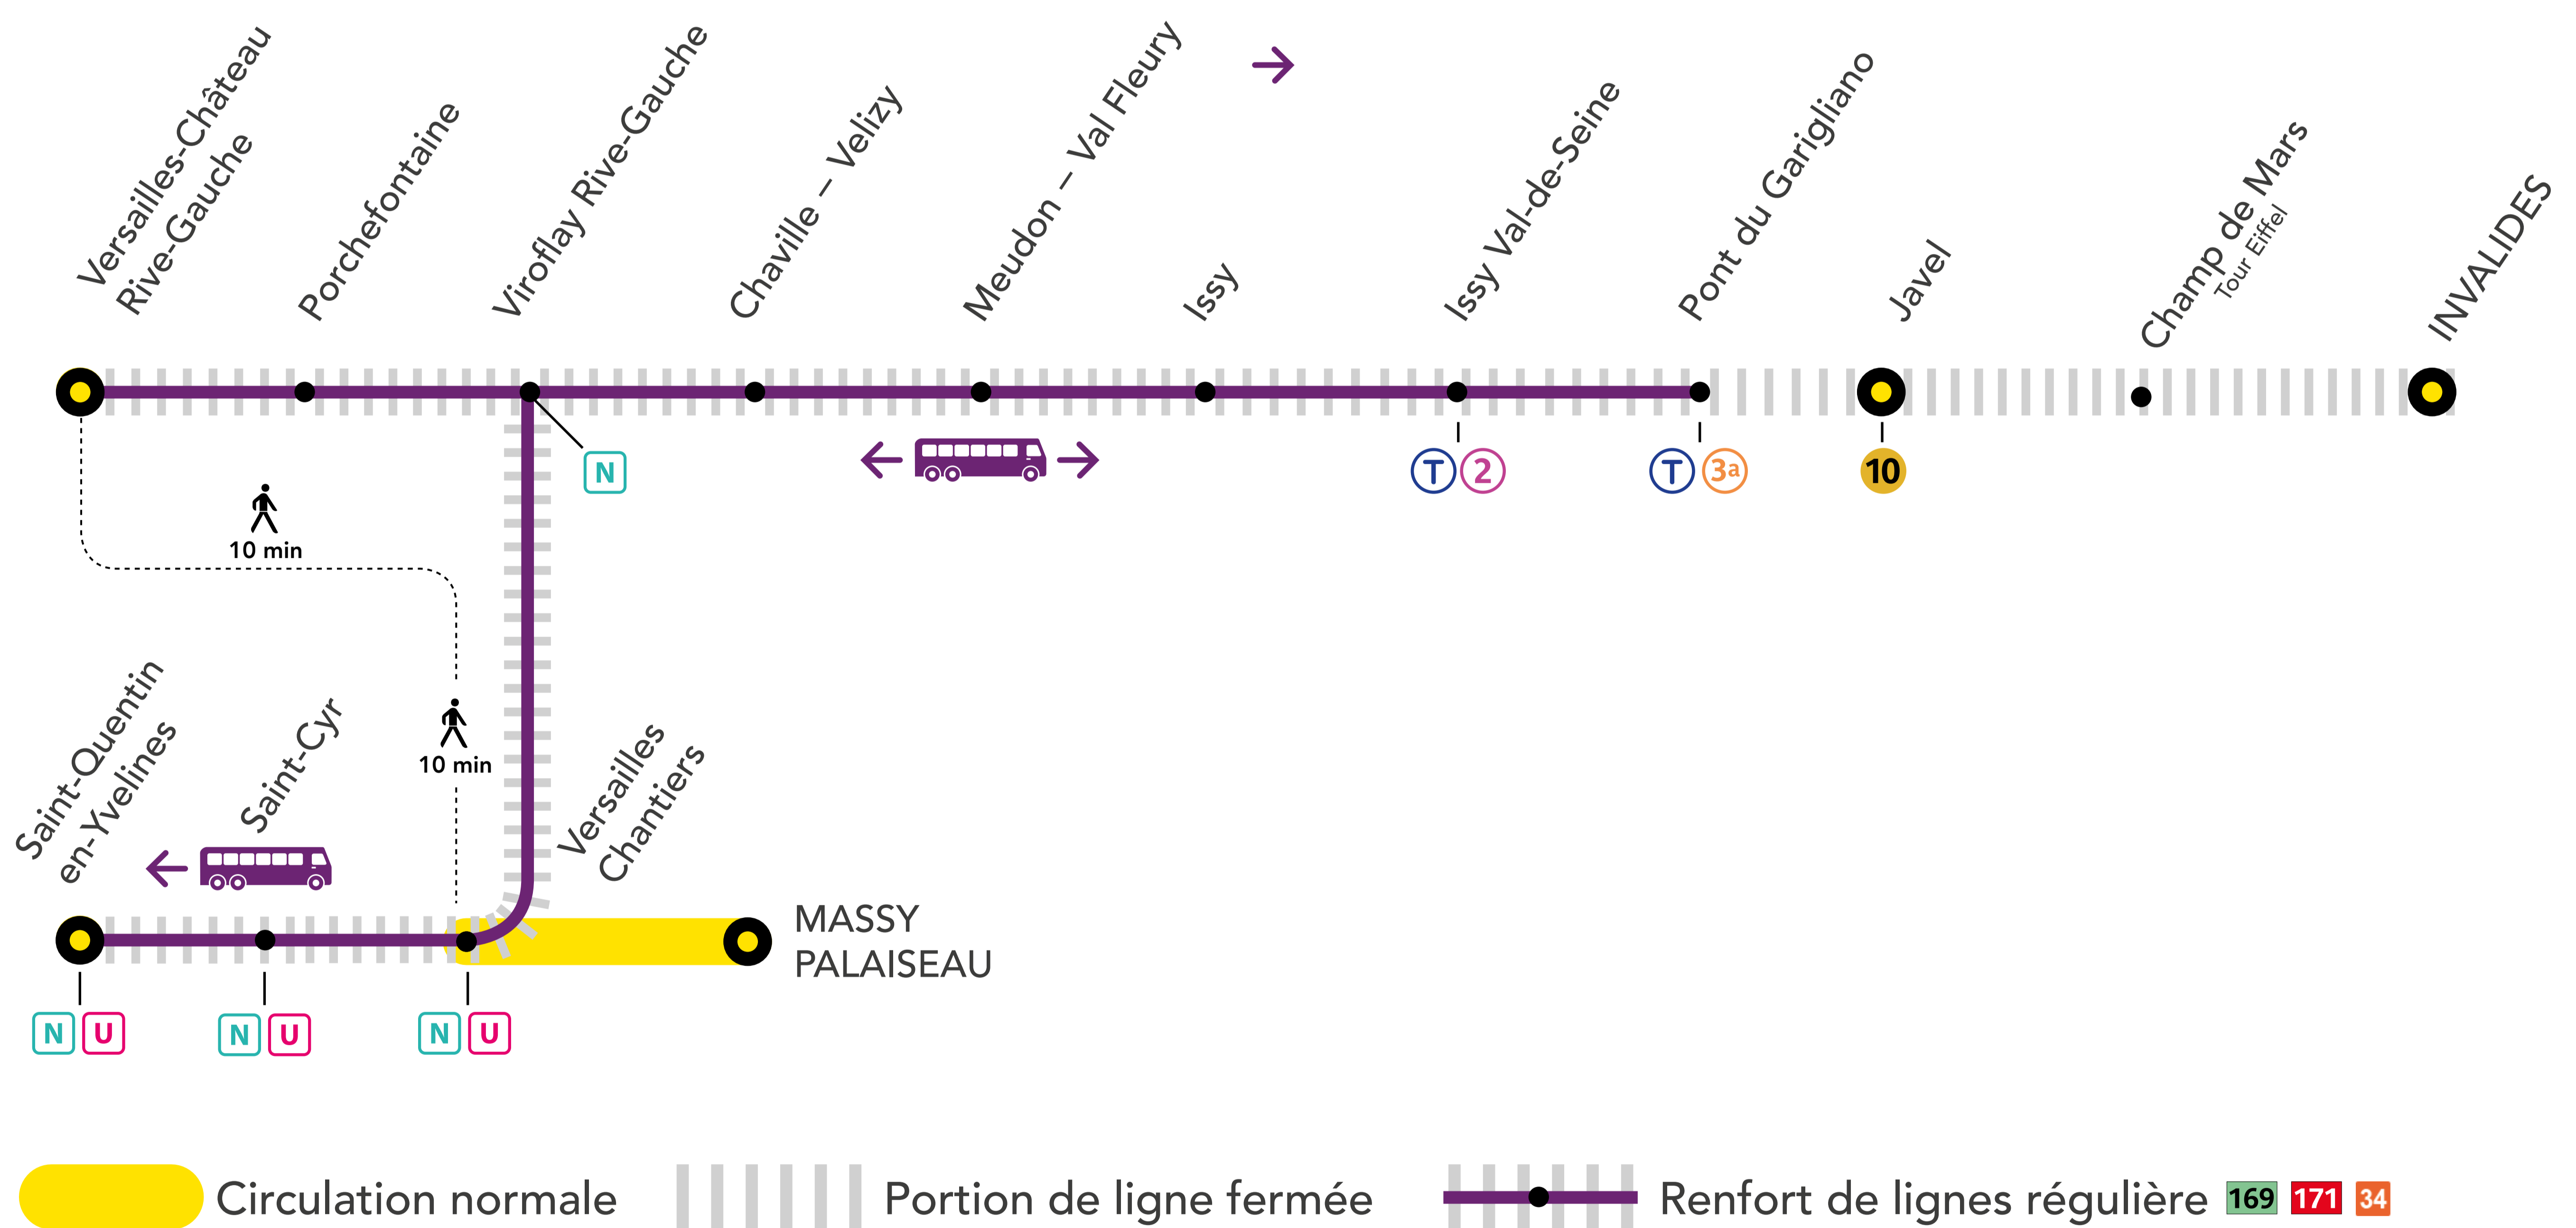 Versailles-Château
Rive-Gauche
Porchefontaine
Viroflay Rive-Gauche
Chaville – Velizy
Meudon – Val Fleury
Issy
Issy Val-de-Seine
Pont du Garigliano
Javel
Champ de Mars
Tour Eiffel
INVALIDES
N
T 2
T 3a
10
10 min
10 min
Saint-Quentin
en-Yvelines
Saint-Cyr
Versailles
Chantiers
MASSY
PALAISEAU
N U
N U
N U
Circulation normale
Portion de ligne fermée
Renfort de lignes régulière 169 171 34